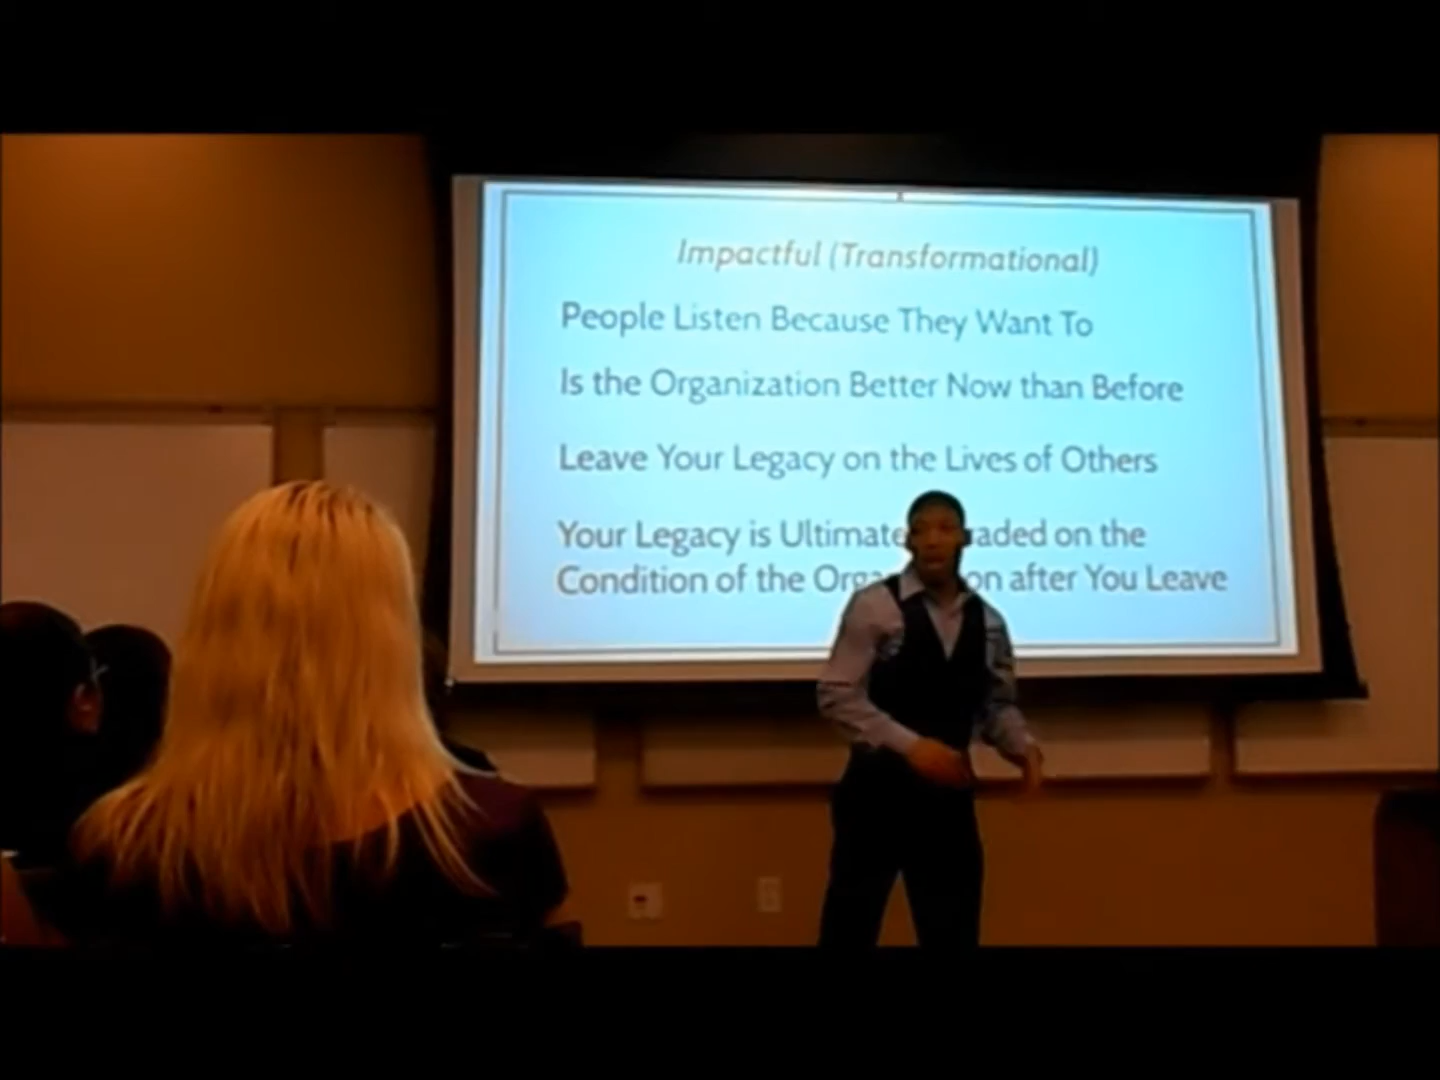 Impactful (Transformational)
People Listen Because They Want To
Is the Organization Better Now than Before
Leave Your Legacy on the Lives of Others
Your Legacy is Ultimate aded on the
Condition of the Orga on after You Leave